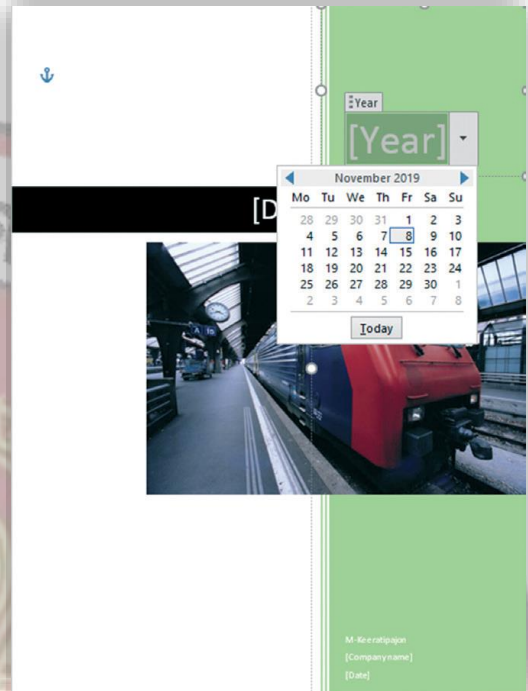 Year
[Year]
[D
November 2019
Mo Tu We Th Fr Sa Su
28 29 30 31 1 2 3
4 5 6 7 8 9 10
11 12 13 14 15 16 17
18 19 20 21 22 23 24
25 26 27 28 29 30 1
2 3 4 5 6 7 8
Today
M-Keeratipajon
[Company name]
[Date]